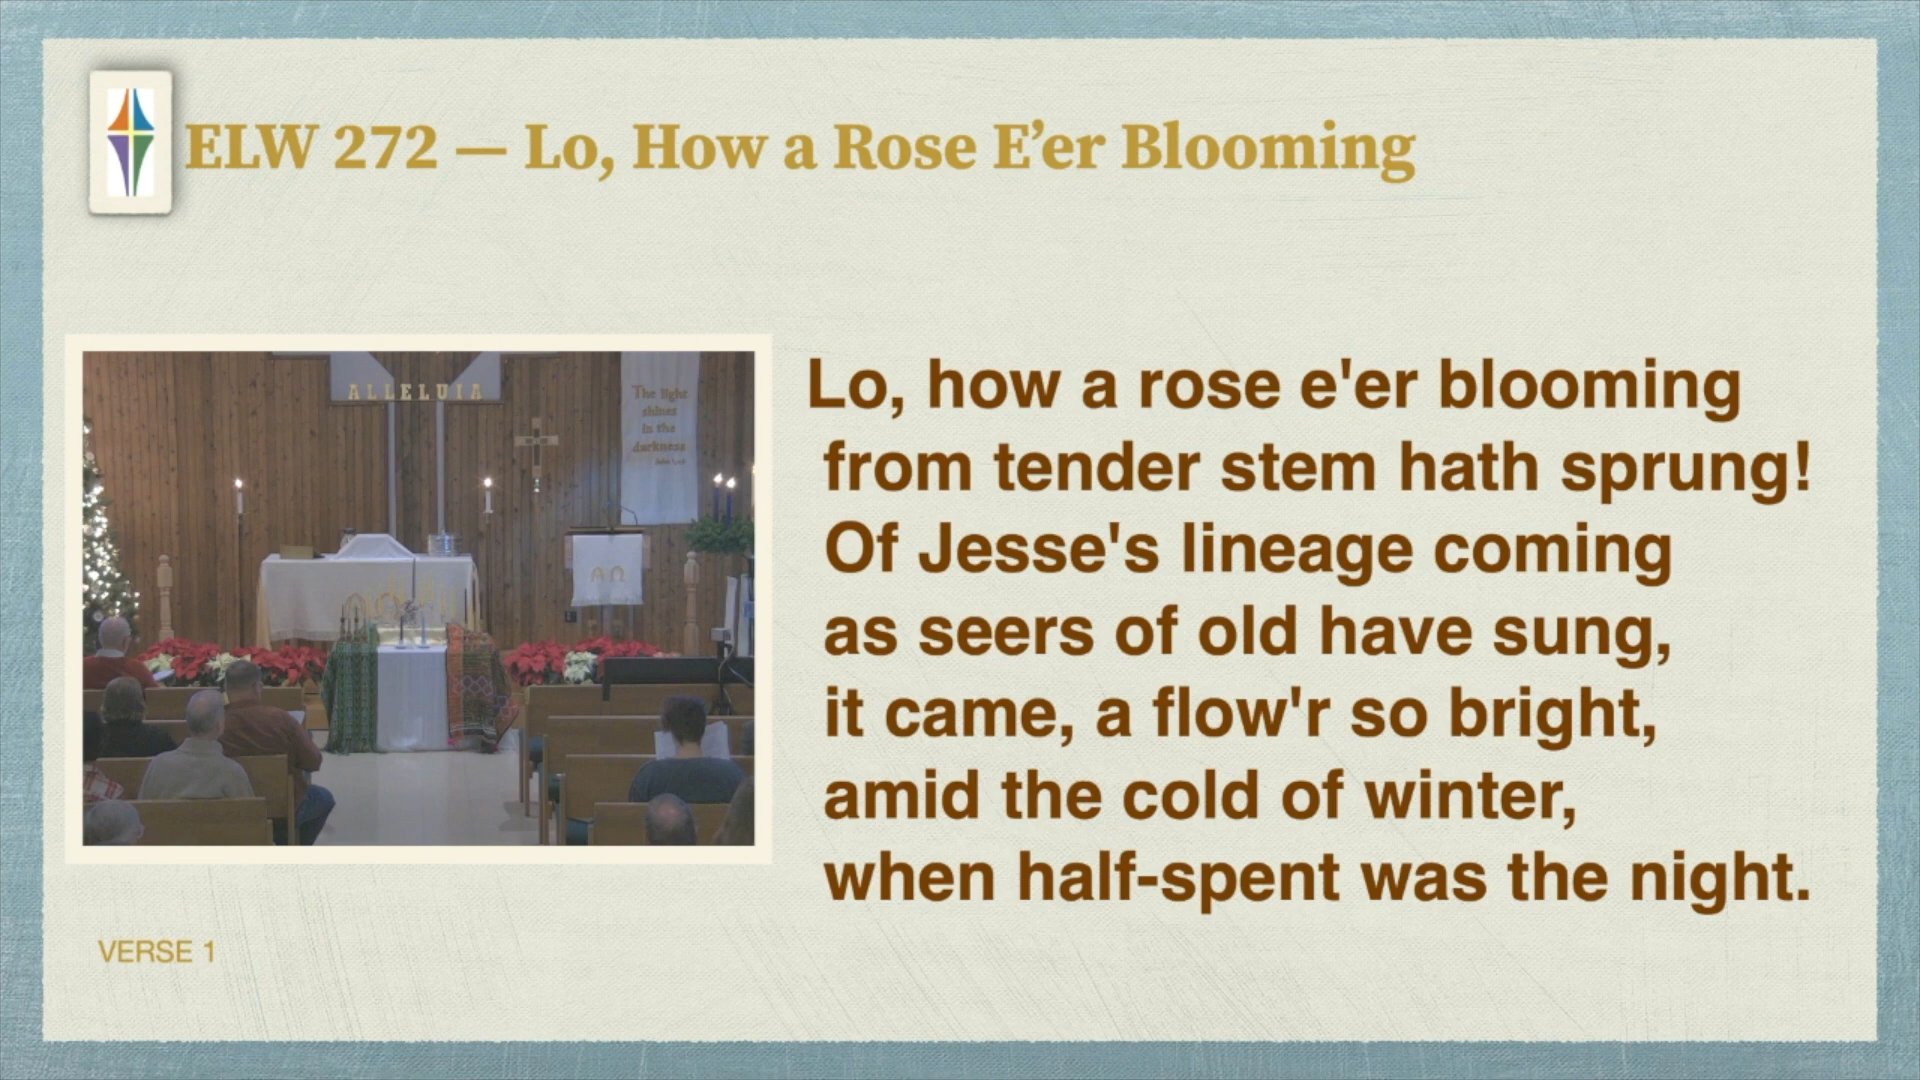 ELW 272 — Lo, How a Rose E’er Blooming
ALLELUIA
The light
shines
in the
darkness
ΑΩ
Lo, how a rose e'er blooming
from tender stem hath sprung!
Of Jesse's lineage coming
as seers of old have sung,
it came, a flow'r so bright,
amid the cold of winter,
when half-spent was the night.
VERSE 1